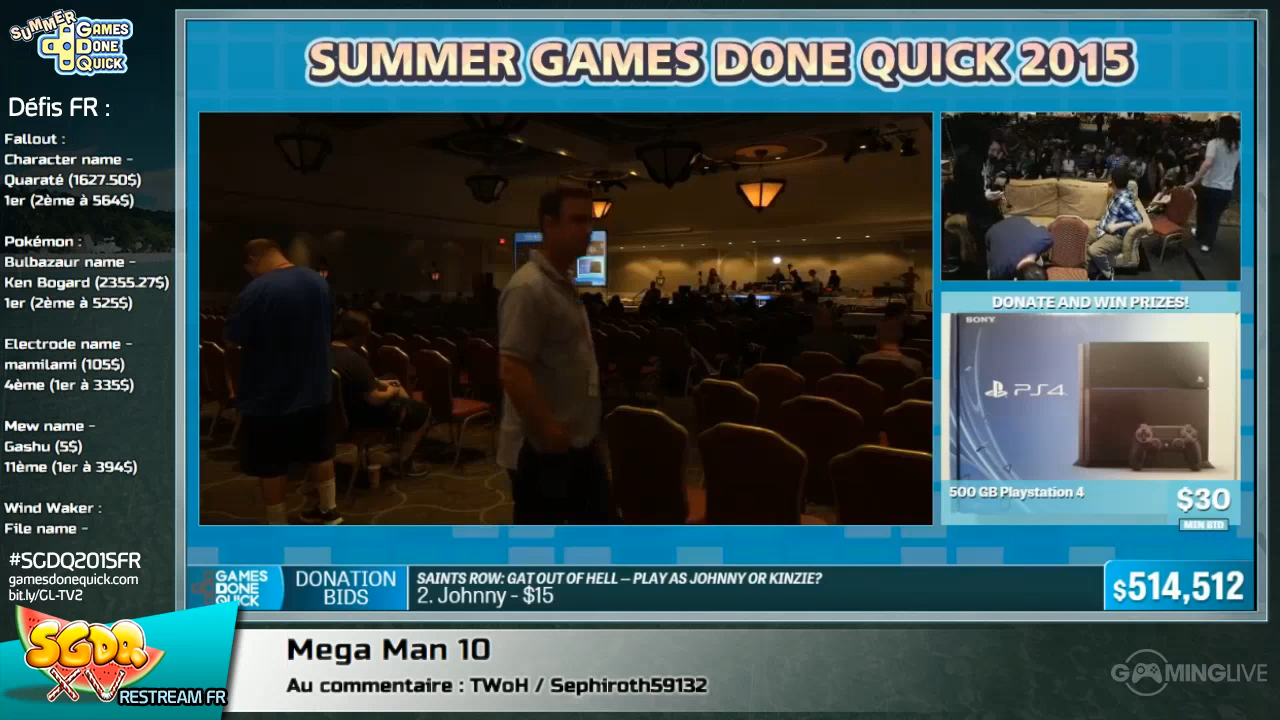 SUMMER
GAMES
DONE
QUICK
Défis FR :
Fallout :
Character name -
Quaraté (1627.50$)
1er (2ème à 564$)
Pokémon :
Bulbazaur name -
Ken Bogard (2355.27$)
1er (2ème à 525$)
Electrode name -
mamilami (105$)
4ème (1er à 335$)
Mew name -
Gashu (5$)
11ème (1er à 394$)
Wind Waker :
File name -
#SGDQ2015FR
gamesdonequick.com
bit.ly/GL-TV2
SGDQ
XV
RESTREAM FR
SUMMER GAMES DONE QUICK 2015
DONATE AND WIN PRIZES!
SONY
PS4
500 GB Playstation 4
$30
MIN BID
GAMES
DONE
QUICK
DONATION
BIDS
SAINTS ROW: GAT OUT OF HELL – PLAY AS JOHNNY OR KINZIE?
2. Johnny - $15
$514,512
Mega Man 10
Au commentaire : TWoH / Sephiroth59132
GAMINGLIVE